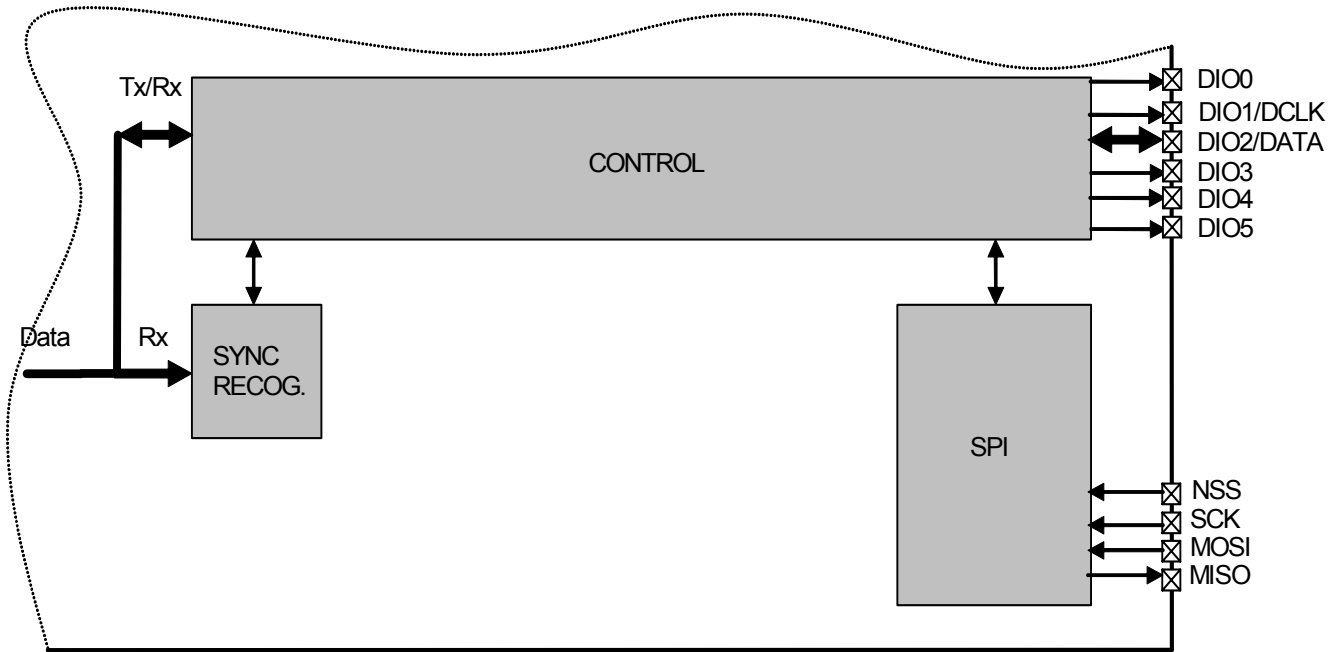 Tx/Rx
DIO0
DIO1/DCLK
DIO2/DATA
CONTROL
DIO3
DIO4
DIO5
Data
Rx
SYNC
RECOG.
SPI
NSS
SCK
MOSI
MISO